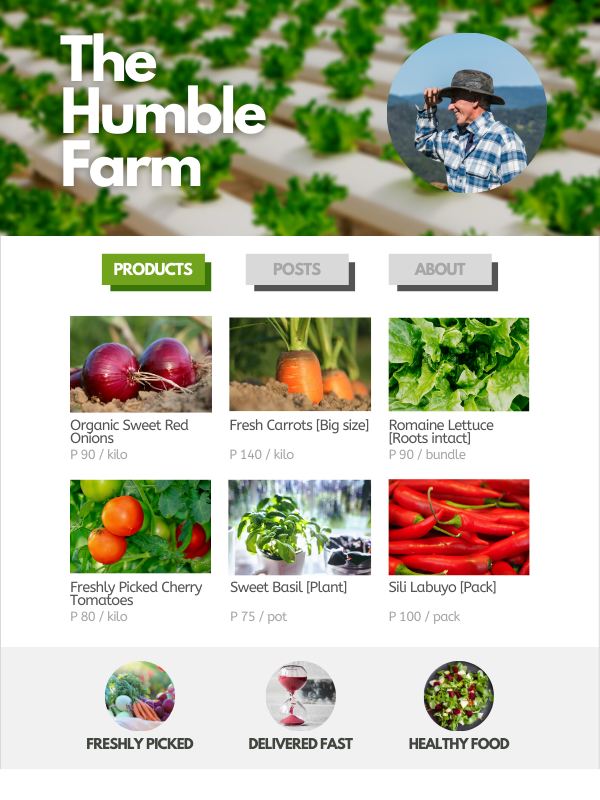 The
Humble
Farm
PRODUCTS
POSTS
ABOUT
Organic Sweet Red
Onions
P 90 / kilo
Fresh Carrots [Big size]
P 140 / kilo
Romaine Lettuce
[Roots intact]
P 90 / bundle
Freshly Picked Cherry
Tomatoes
P 80 / kilo
Sweet Basil [Plant]
P 75 / pot
Sili Labuyo [Pack]
P 100 / pack
FRESHLY PICKED
DELIVERED FAST
HEALTHY FOOD